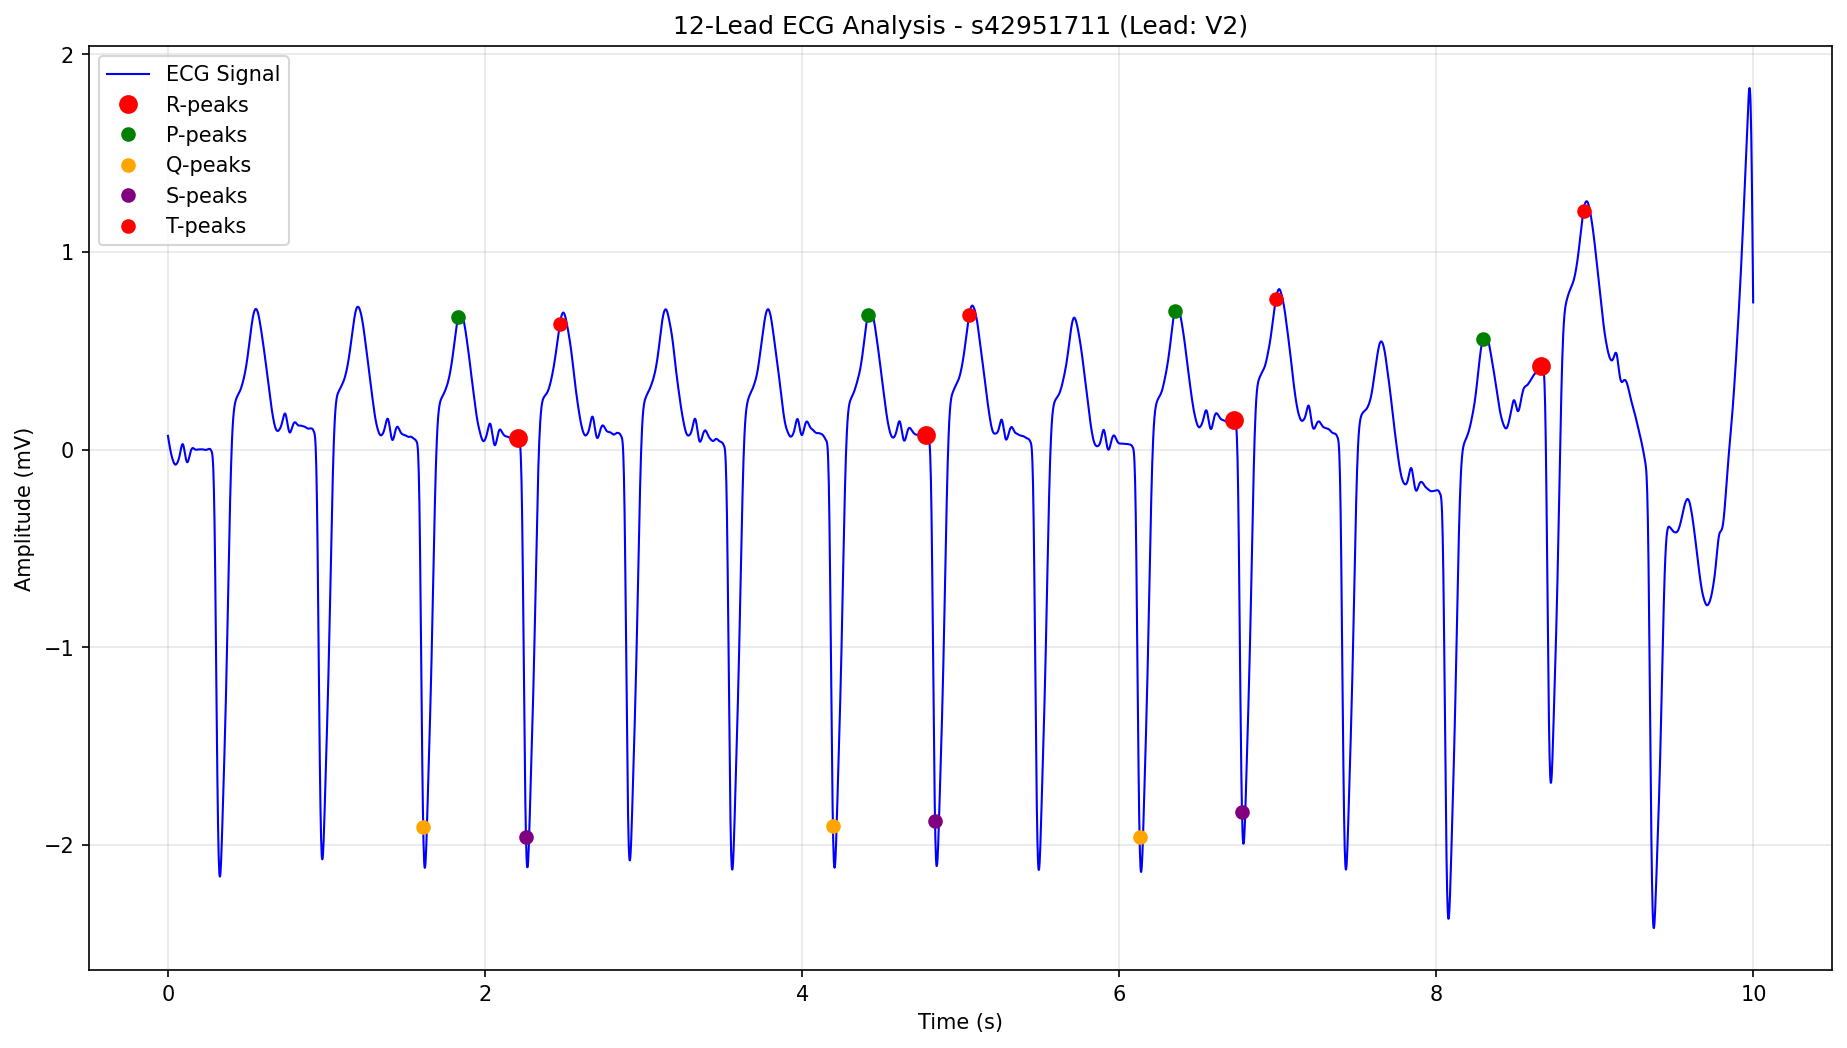 12-Lead ECG Analysis - s42951711 (Lead: V2)
ECG Signal
R-peaks
P-peaks
Q-peaks
S-peaks
T-peaks
2
1
0
−1
−2
Amplitude (mV)
0
2
4
6
8
10
Time (s)